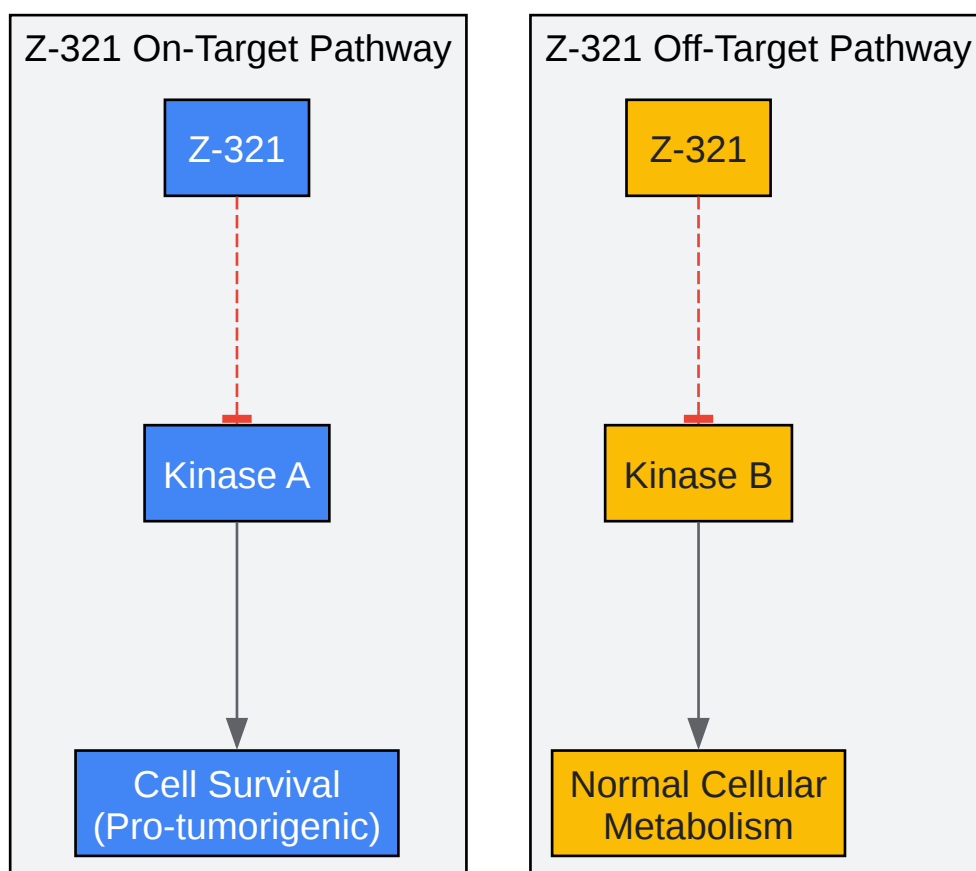 Z-321 On-Target Pathway
Z-321
Kinase A
Cell Survival
(Pro-tumorigenic)
Z-321 Off-Target Pathway
Z-321
Kinase B
Normal Cellular
Metabolism